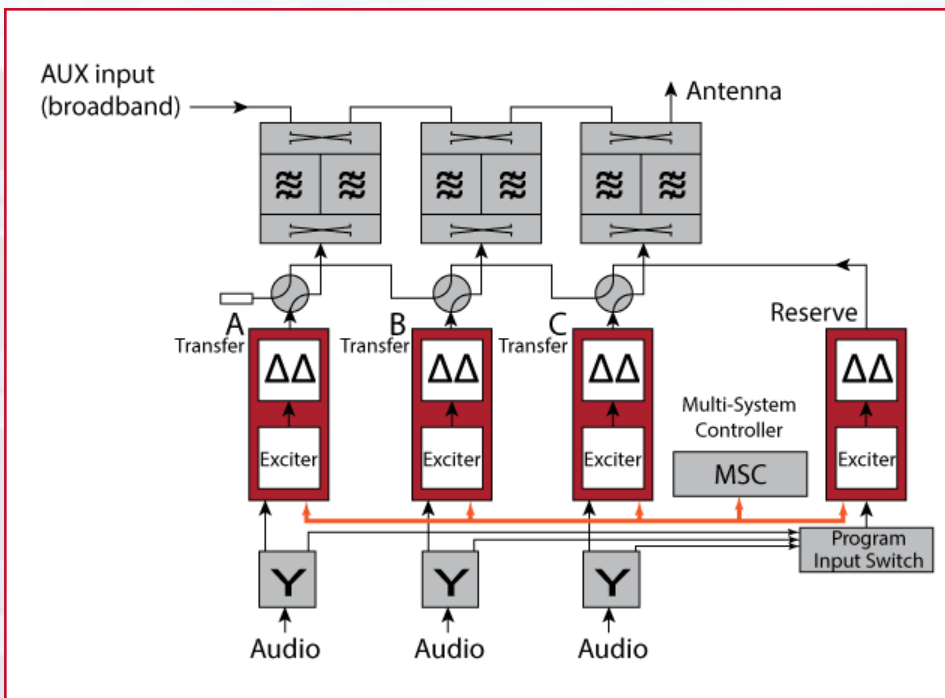 AUX input
(broadband)
Antenna
Reserve
A
Transfer
B
Transfer
C
Transfer
ΔΔ
ΔΔ
ΔΔ
ΔΔ
Multi-System
Controller
Exciter
Exciter
Exciter
MSC
Exciter
Program
Input Switch
Y
Y
Y
Audio
Audio
Audio